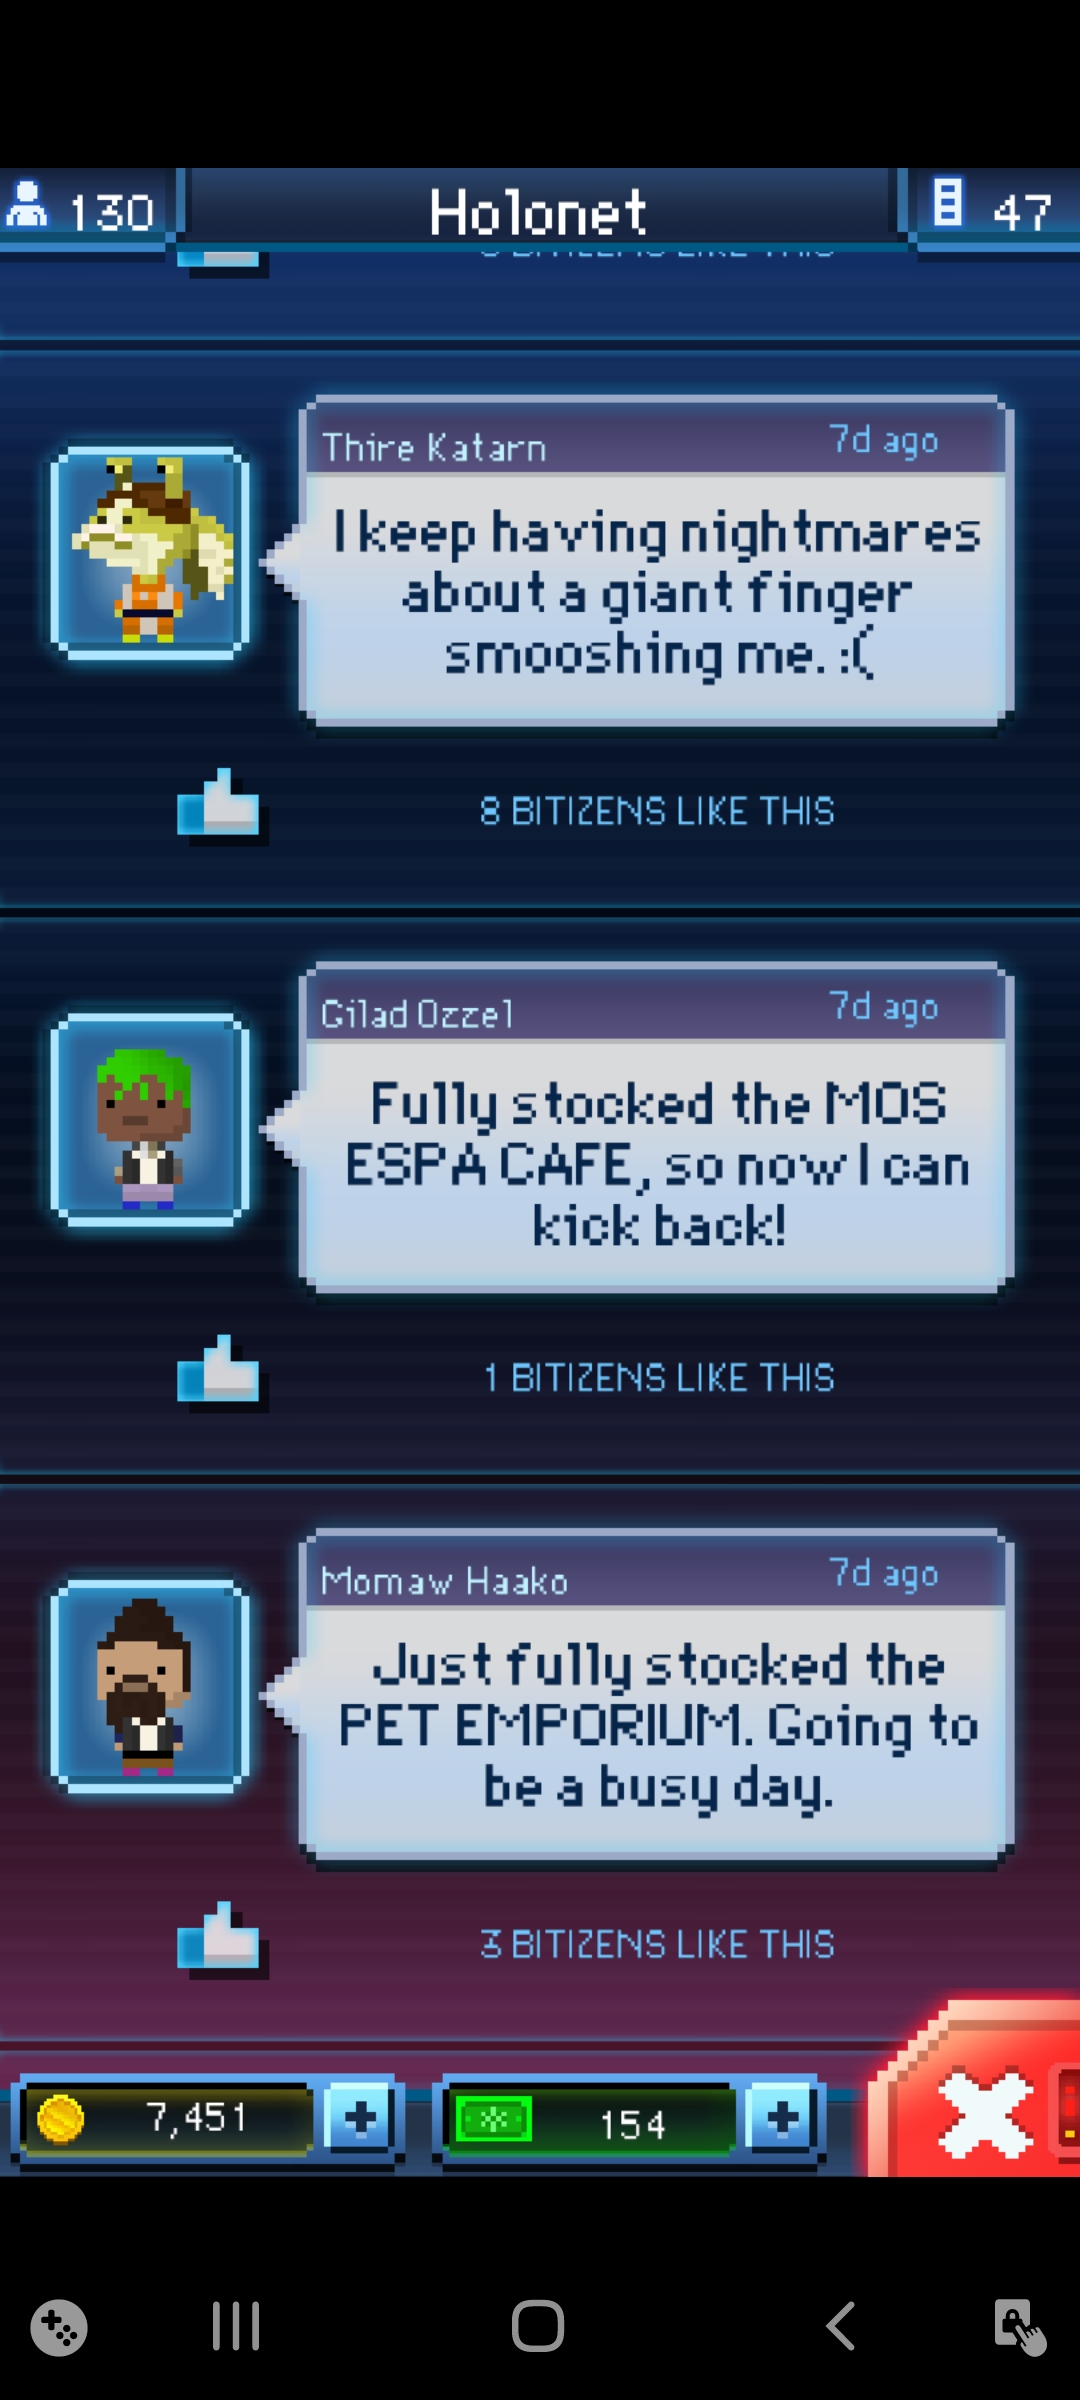 130
Holonet
47
Thire Katarn
7d ago
I keep having nightmares
about a giant finger
smooshing me. :(
8 BITIZENS LIKE THIS
Gilad Ozzel
7d ago
Fully stocked the MOS
ESPA CAFE, so now I can
kick back!
1 BITIZENS LIKE THIS
Momaw Haako
7d ago
Just fully stocked the
PET EMPORIUM. Going to
be a busy day.
3 BITIZENS LIKE THIS
7,451
154